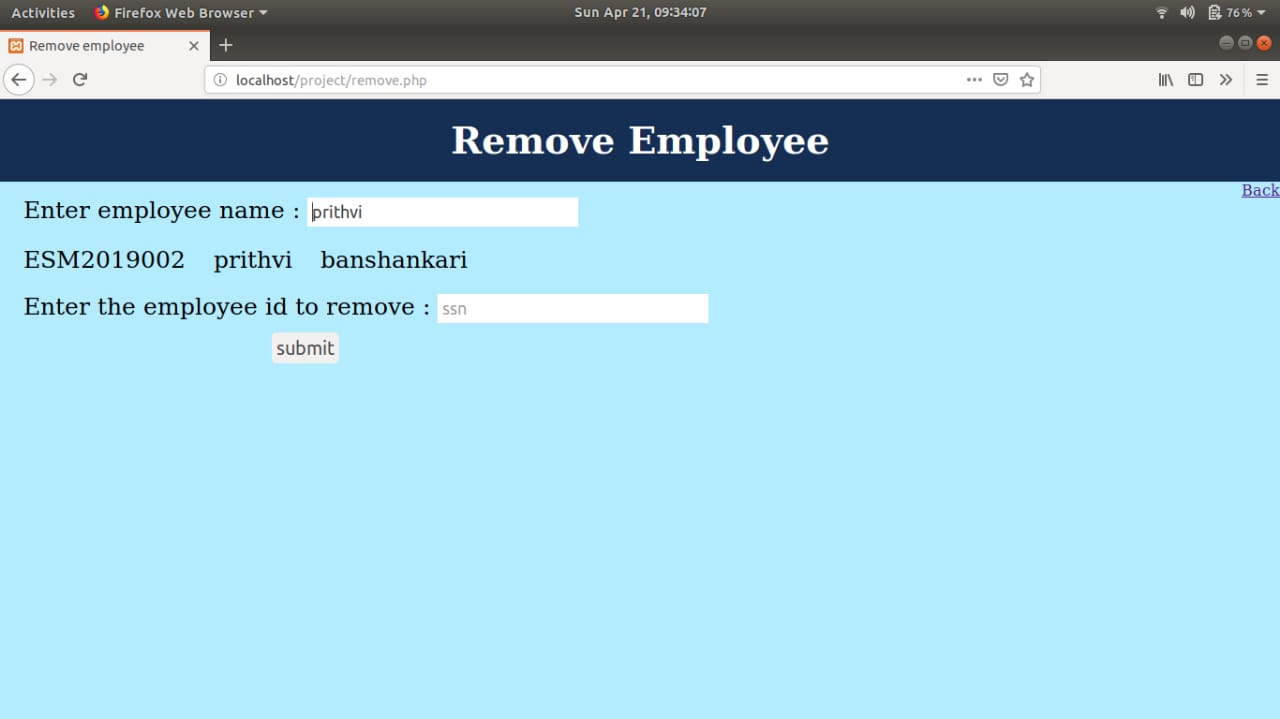 Activities Firefox Web Browser Sun Apr 21, 09:34:07 76%
Remove employee
localhost/project/remove.php
Remove Employee
Back
Enter employee name : prithvi
ESM2019002 prithvi banshankari
Enter the employee id to remove : ssn
submit